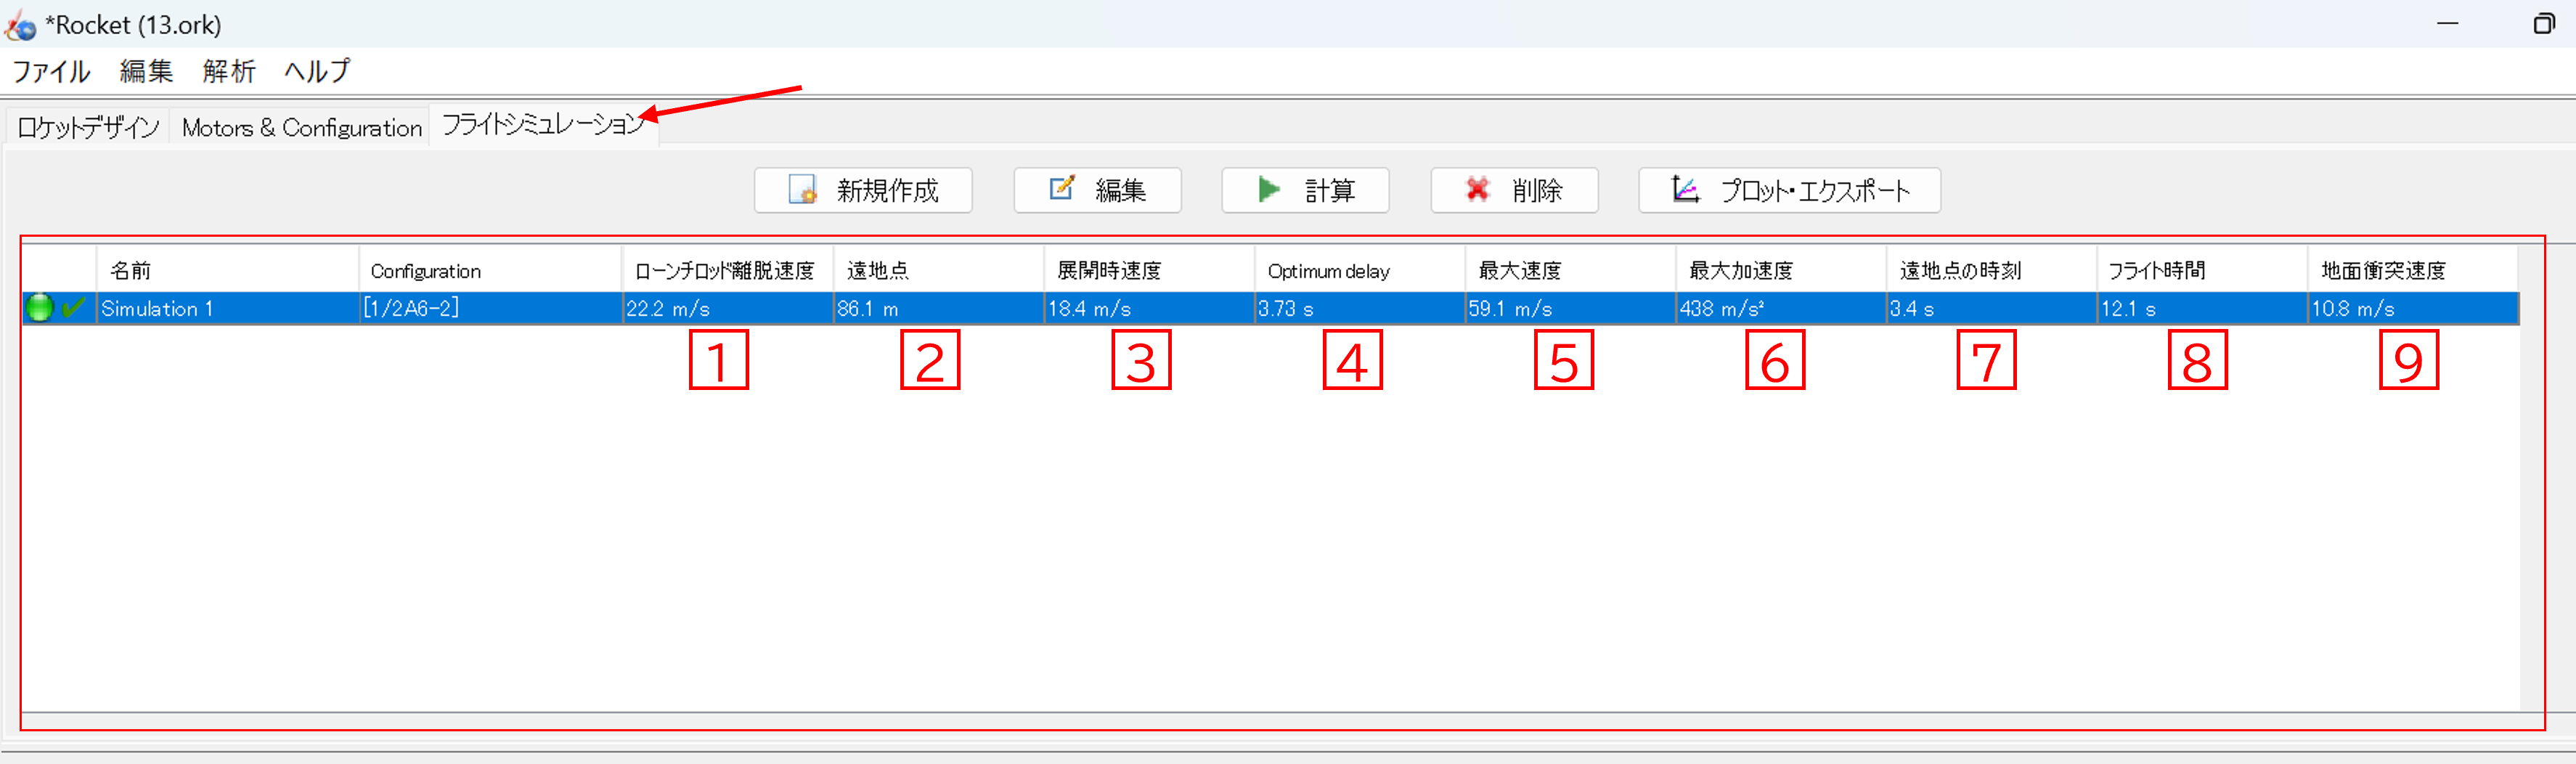 *Rocket (13.ork)
ファイル 編集 解析 ヘルプ
ロケットデザイン Motors & Configuration フライトシミュレーション
新規作成 編集 計算 削除 プロット・エクスポート
名前 Configuration ローンチロッド離脱速度 遠地点 展開時速度 Optimum delay 最大速度 最大加速度 遠地点の時刻 フライト時間 地面衝突速度
Simulation 1 [1/2A6-2] 22.2 m/s 86.1 m 18.4 m/s 3.73 s 59.1 m/s 438 m/s² 3.4 s 12.1 s 10.8 m/s
1 2 3 4 5 6 7 8 9